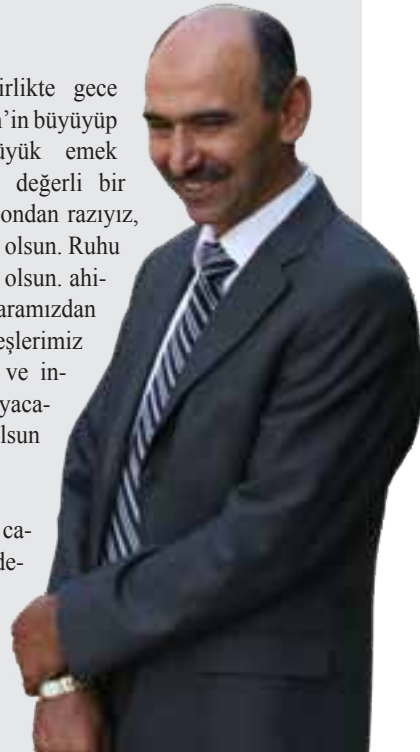 irlikte gece
n’in büyüyüp
üyük emek
değerli bir
ondan razıyız,
olsun. Ruhu
olsun. ahi-
aramızdan
eşlerimiz
ve in-
yaca-
lsun
ca-
de-